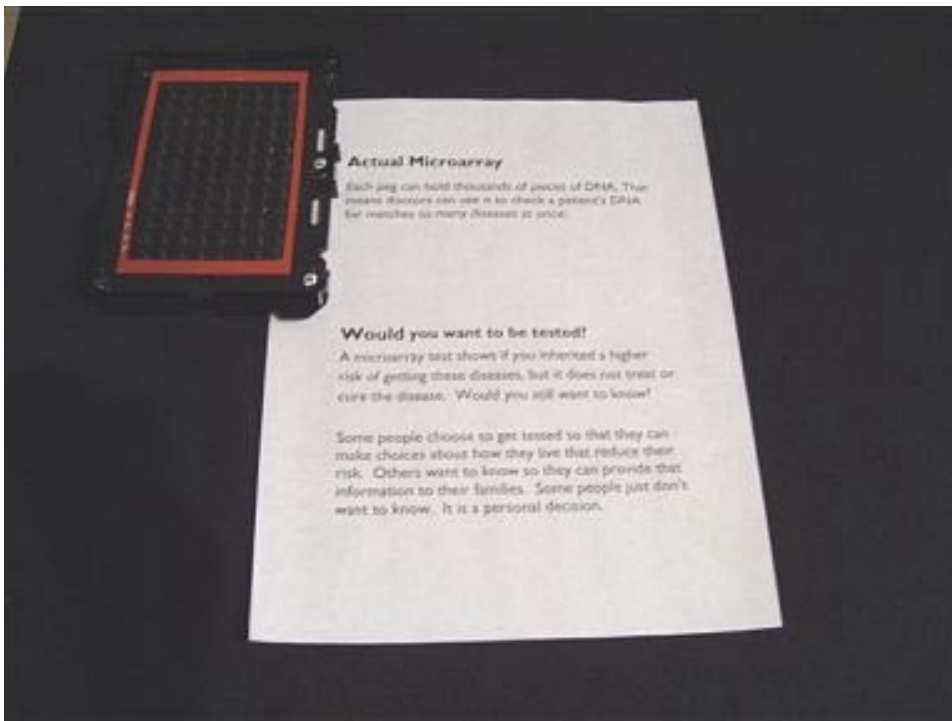 Actual Microarray
Each peg can hold thousands of pieces of DNA. That
means doctors can use it to check a patient's DNA
for matches to many diseases at once.
Would you want to be tested?
A microarray test shows if you inherited a higher
risk of getting these diseases, but it does not treat or
cure the disease. Would you still want to know?
Some people choose to get tested so that they can
make choices about how they live that reduce their
risk. Others want to know so they can provide that
information to their families. Some people just don't
want to know. It is a personal decision.